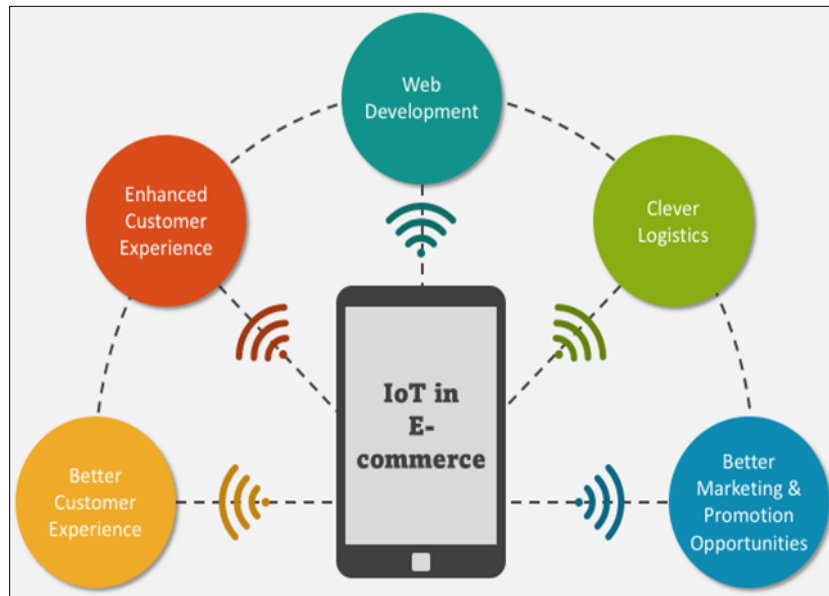 Web
Development
Enhanced
Customer
Experience
Clever
Logistics
IoT in
E-
commerce
Better
Customer
Experience
Better
Marketing &
Promotion
Opportunities